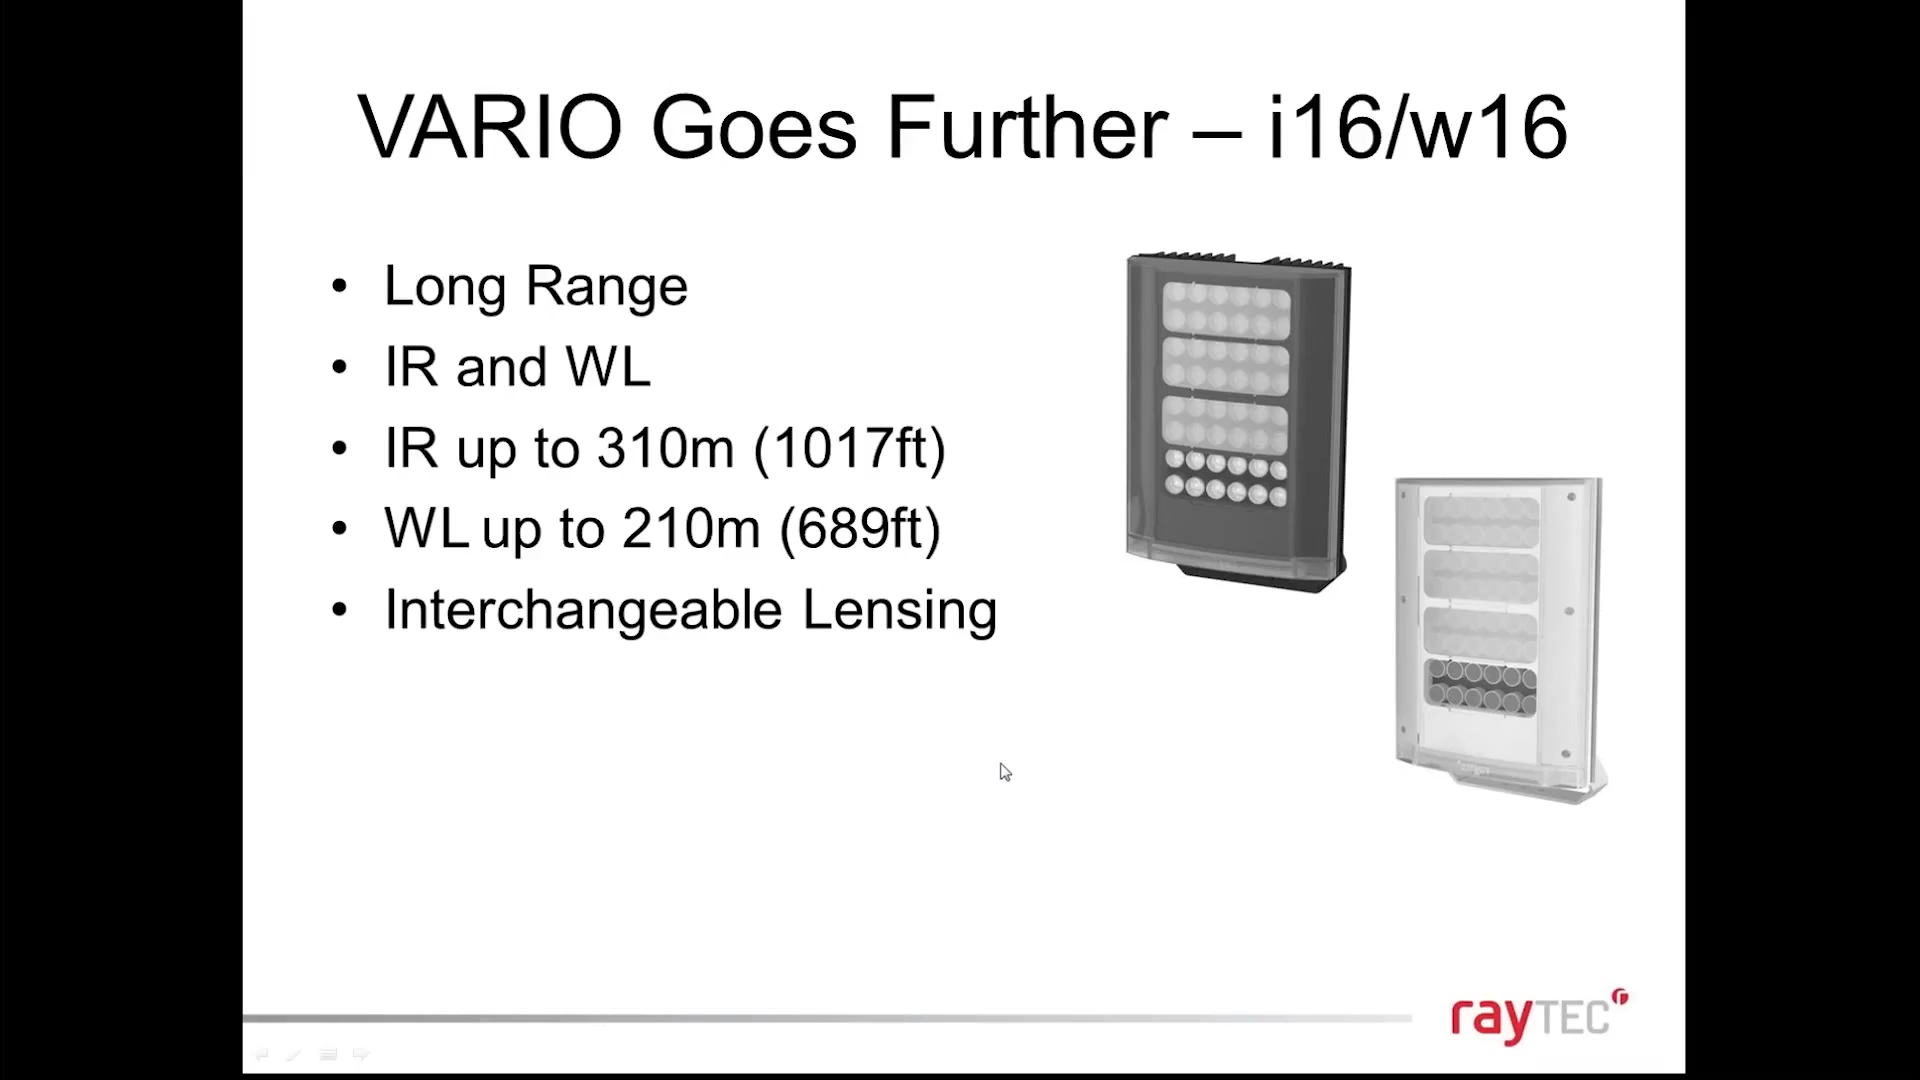 VARIO Goes Further – i16/w16
• Long Range
• IR and WL
• IR up to 310m (1017ft)
• WL up to 210m (689ft)
• Interchangeable Lensing
rayTEC